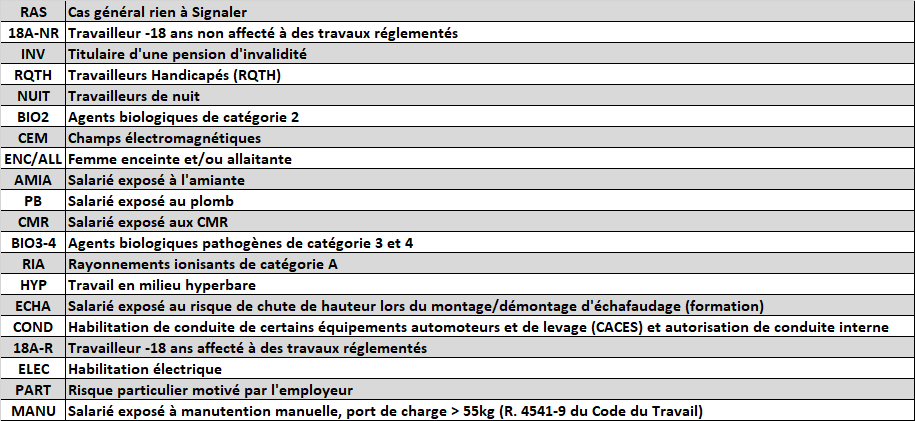 RAS Cas général rien à Signaler
18A-NR Travailleur -18 ans non affecté à des travaux réglementés
INV Titulaire d'une pension d'invalidité
RQTH Travailleurs Handicapés (RQTH)
NUIT Travailleurs de nuit
BIO2 Agents biologiques de catégorie 2
CEM Champs électromagnétiques
ENC/ALL Femme enceinte et/ou allaitante
AMIA Salarié exposé à l'amiante
PB Salarié exposé au plomb
CMR Salarié exposé aux CMR
BIO3-4 Agents biologiques pathogènes de catégorie 3 et 4
RIA Rayonnements ionisants de catégorie A
HYP Travail en milieu hyperbare
ECHA Salarié exposé au risque de chute de hauteur lors du montage/démontage d'échafaudage (formation)
COND Habilitation de conduite de certains équipements automoteurs et de levage (CACES) et autorisation de conduite interne
18A-R Travailleur -18 ans affecté à des travaux réglementés
ELEC Habilitation électrique
PART Risque particulier motivé par l'employeur
MANU Salarié exposé à manutention manuelle, port de charge > 55kg (R. 4541-9 du Code du Travail)